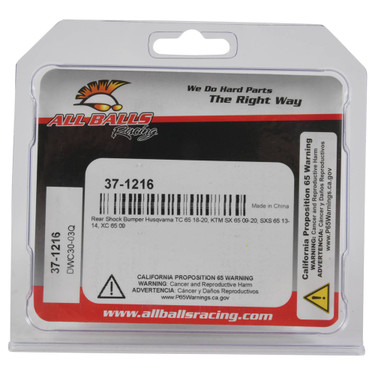 We Do Hard Parts
The Right Way
ALL BALLS
Racing
37-1216
Made in China
Rear Shock Bumper Husqvarna TC 65 18-20, KTM SX 65 09-20, SXS 65 13-
14, XC 65 09
CALIFORNIA PROPOSITION 65 WARNING
WARNING: Cancer and Reproductive Harm
ADVERTENCIA: Cáncer y Daños Reproductivos.
www.P65Warnings.ca.gov
37-1216
DWC30-03Q
California Proposition 65 Warning
WARNING: Cancer and Reproductive Harm
ADVERTENCIA: Cáncer y Daños Reproductivos
www.P65Warnings.ca.gov
www.allballsracing.com